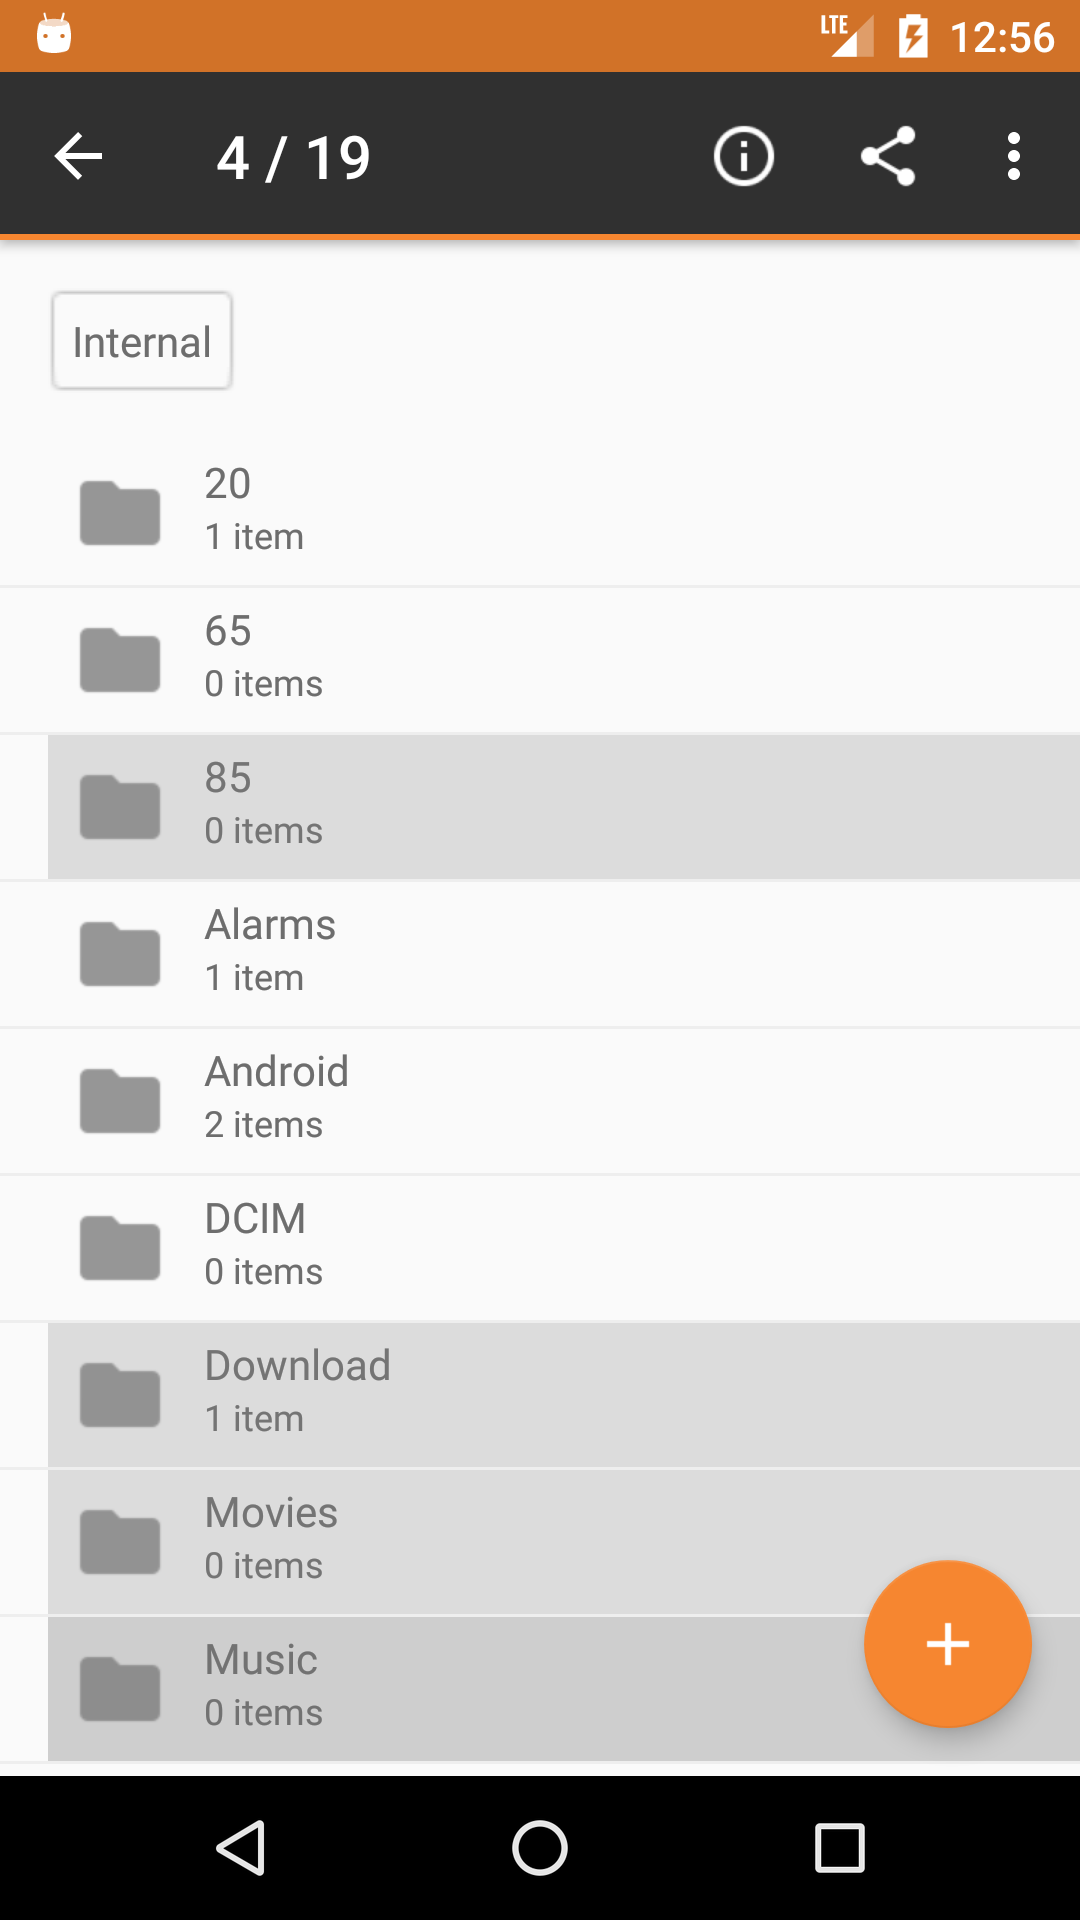 LTE 12:56
4 / 19
Internal
20
1 item
65
0 items
85
0 items
Alarms
1 item
Android
2 items
DCIM
0 items
Download
1 item
Movies
0 items
Music
0 items